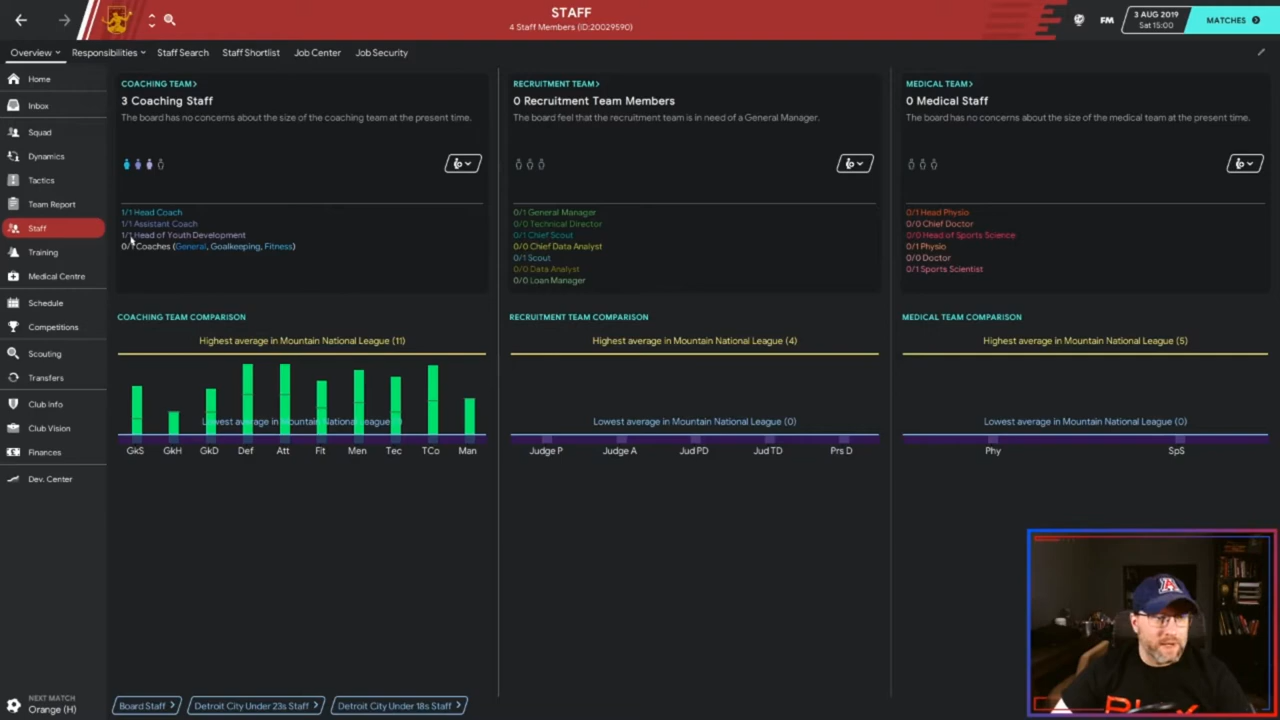 STAFF
4 Staff Members (ID:20029590)
FM
3 AUG 2019
Sat 15:00
MATCHES
Overview
Responsibilities
Staff Search
Staff Shortlist
Job Center
Job Security
Home
Inbox
Squad
Dynamics
Tactics
Team Report
Staff
Training
Medical Centre
Schedule
Competitions
Scouting
Transfers
Club Info
Club Vision
Finances
Dev. Center
NEXT MATCH
Orange (H)
COACHING TEAM>
3 Coaching Staff
The board has no concerns about the size of the coaching team at the present time.
1/1 Head Coach
1/1 Assistant Coach
1/1 Head of Youth Development
0/1 Coaches (General, Goalkeeping, Fitness)
COACHING TEAM COMPARISON
Highest average in Mountain National League (11)
Lowest average in Mountain National League
GkS GkH GkD Def Att Fit Men Tec TCo Man
RECRUITMENT TEAM>
0 Recruitment Team Members
The board feel that the recruitment team is in need of a General Manager.
0/1 General Manager
0/0 Technical Director
0/1 Chief Scout
0/0 Chief Data Analyst
0/1 Scout
0/0 Data Analyst
0/0 Loan Manager
RECRUITMENT TEAM COMPARISON
Highest average in Mountain National League (4)
Lowest average in Mountain National League (0)
Judge P Judge A Jud PD Jud TD Prs D
MEDICAL TEAM>
0 Medical Staff
The board has no concerns about the size of the medical team at the present time.
0/1 Head Physio
0/0 Chief Doctor
0/0 Head of Sports Science
0/1 Physio
0/0 Doctor
0/1 Sports Scientist
MEDICAL TEAM COMPARISON
Highest average in Mountain National League (5)
Lowest average in Mountain National League (0)
Phy SpS
Board Staff >
Detroit City Under 23s Staff >
Detroit City Under 18s Staff >
A